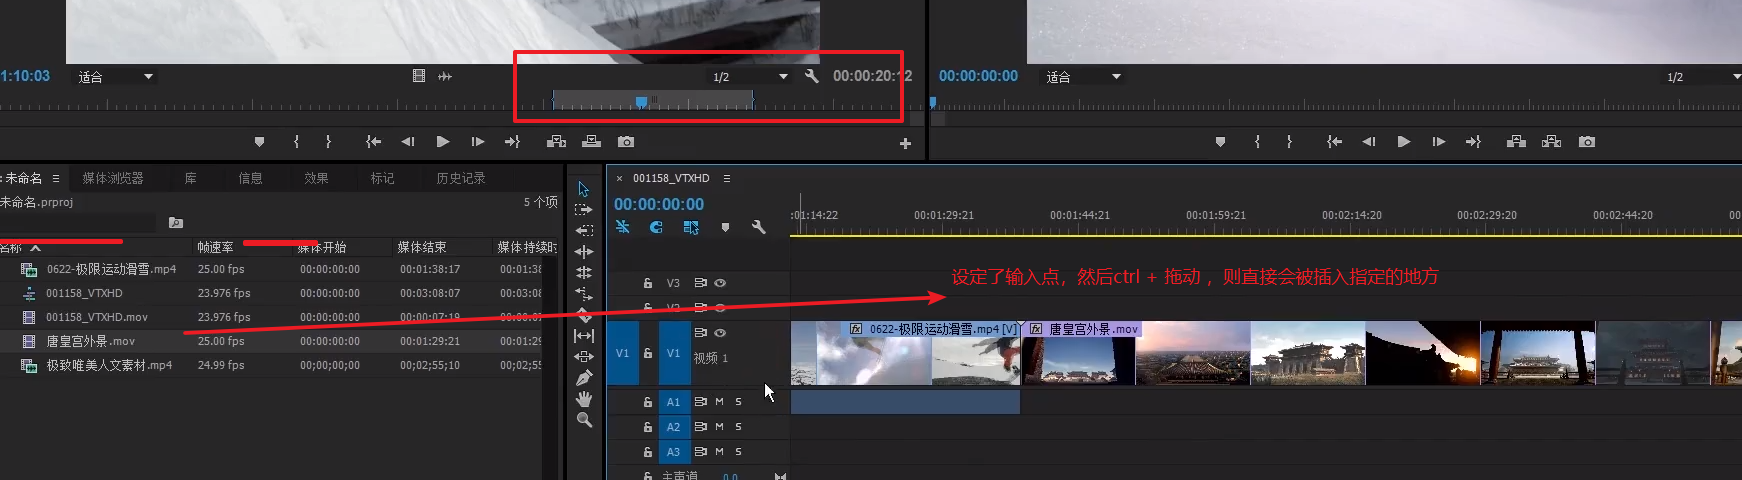 1:10:03 适合 1/2 00:00:20:12 00:00:00:00 适合 1/2
未命名 媒体浏览器 库 信息 效果 标记 历史记录
× 001158_VTXHD
未命名.prproj 5 个项
00:00:00:00
:01:14:22 00:01:29:21 00:01:44:21 00:01:59:21 00:02:14:20 00:02:29:20 00:02:44:20 00
名称 帧速率 媒体开始 媒体结束 媒体持续时
0622-极限运动滑雪.mp4 25.00 fps 00:00:00:00 00:01:38:17 00:01:38
001158_VTXHD 23.976 fps 00:00:00:00 00:03:08:07 00:03:08
001158_VTXHD.mov 23.976 fps 00:00:00:00 00:00:07:19 00:00:07
唐皇宫外景.mov 25.00 fps 00:00:00:00 00:01:29:21 00:01:29
极致唯美人文素材.mp4 24.99 fps 00;00;00;00 00;02;55;10 00;02;55
设定了输入点，然后ctrl + 拖动 ，则直接会被插入指定的地方
V3
V2
V1 V1 视频 1
fx 0622-极限运动滑雪.mp4 [V] fx 唐皇宫外景.mov
A1 M S
A2 M S
A3 M S
主声道 0.0